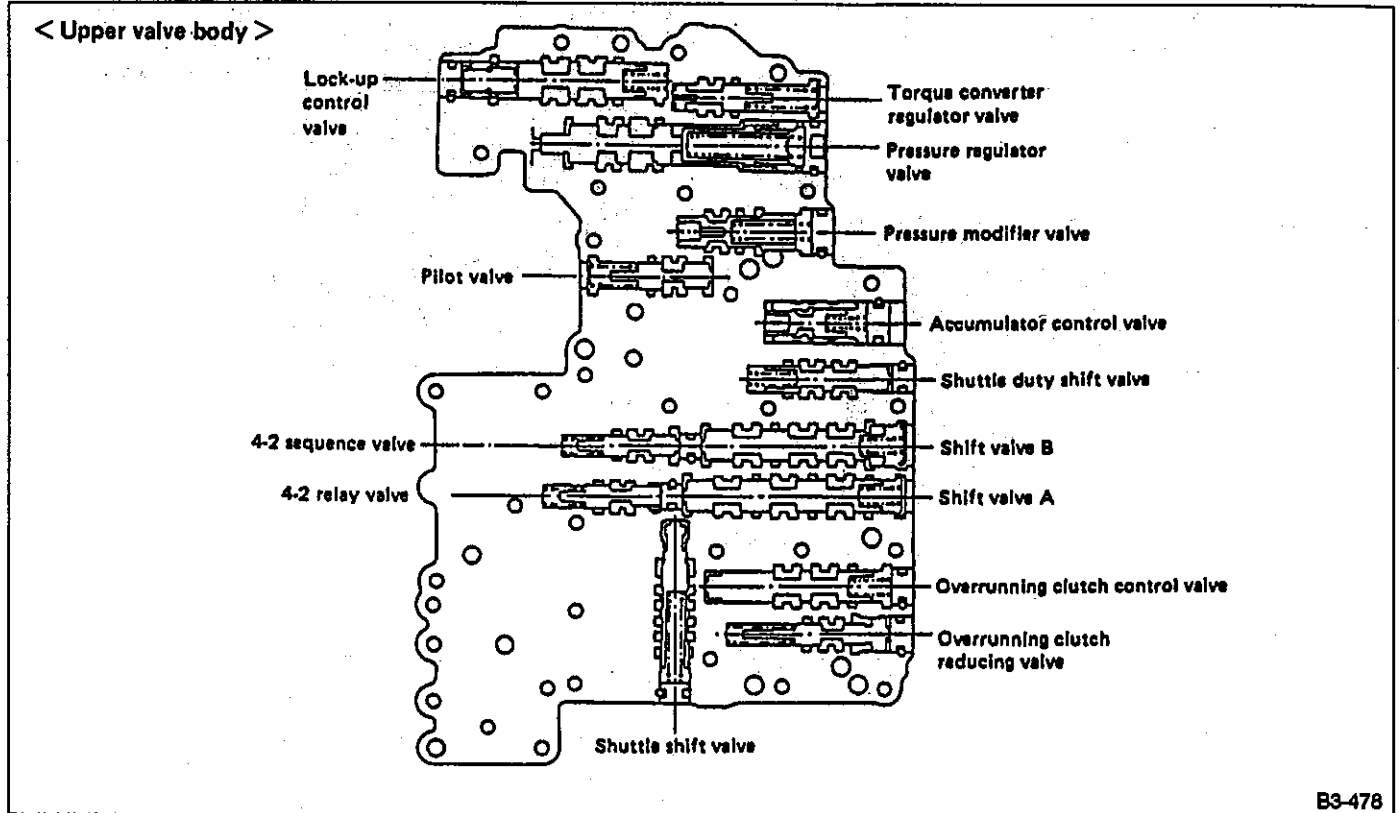 < Upper valve body >
Lock-up
control
valve
Torque converter
regulator valve
Pressure regulator
valve
Pressure modifier valve
Pilot valve
Accumulator control valve
Shuttle duty shift valve
4-2 sequence valve
Shift valve B
4-2 relay valve
Shift valve A
Overrunning clutch control valve
Overrunning clutch
reducing valve
Shuttle shift valve
B3-478